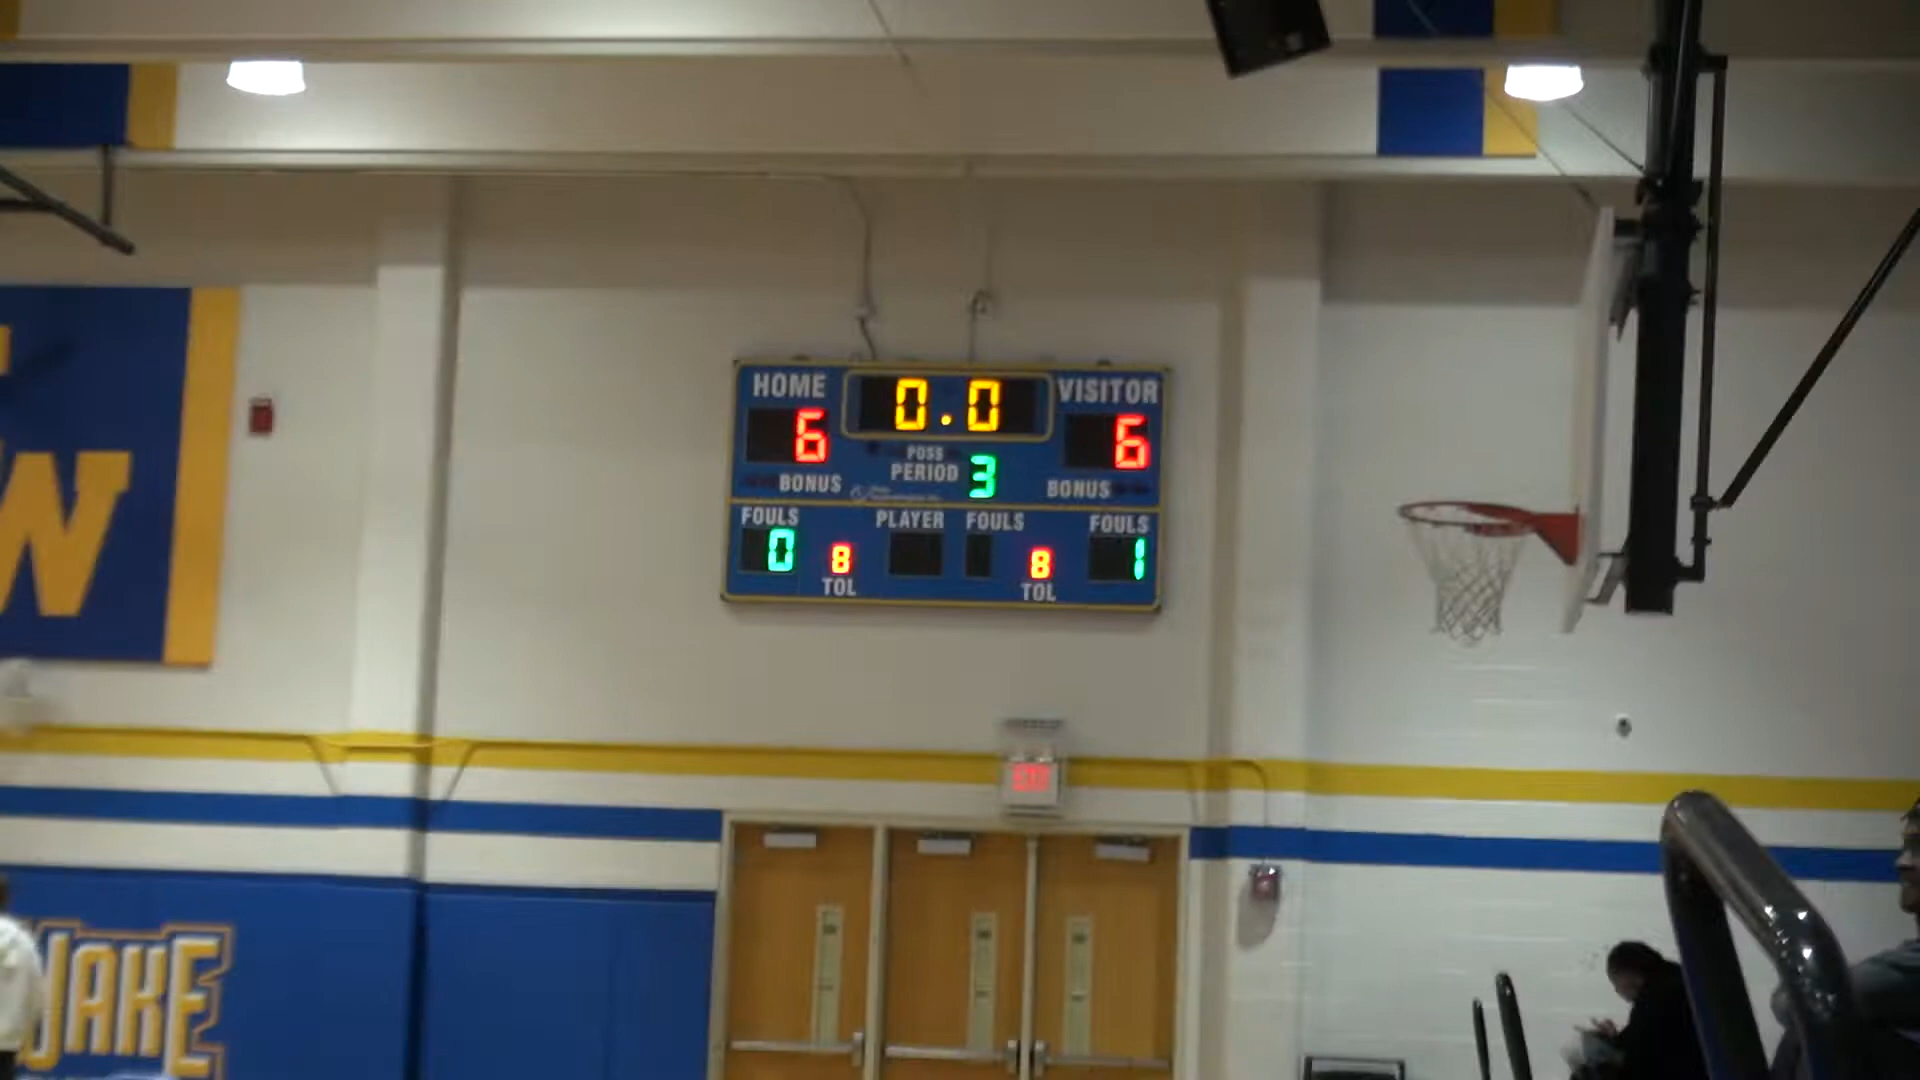 HOME 0.0 VISITOR
6 6
POSS
PERIOD 3
BONUS BONUS
FOULS PLAYER FOULS FOULS
0 8 8 1
TOL TOL
W
EXIT
WAKE